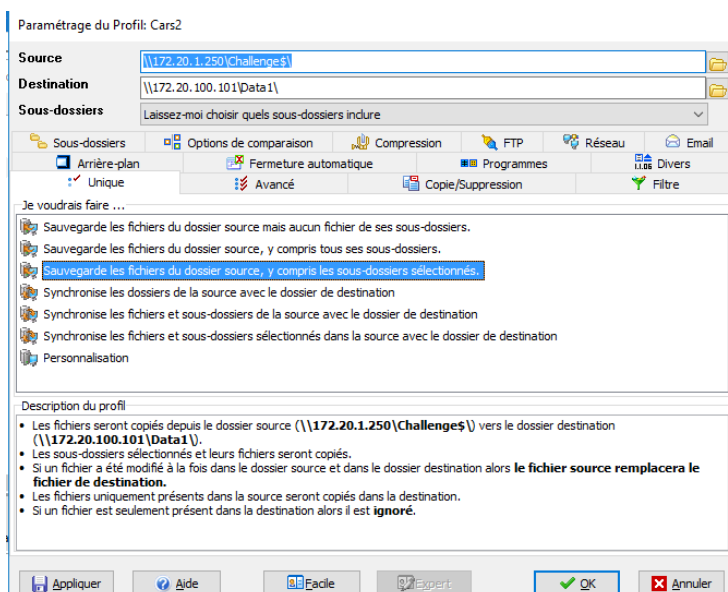 Paramétrage du Profil: Cars2
Source
\\172.20.1.250\Challenge$\
Destination
\\172.20.100.101\Data1\
Sous-dossiers
Laissez-moi choisir quels sous-dossiers inclure
Sous-dossiers Options de comparaison Compression FTP Réseau Email
Arrière-plan Fermeture automatique Programmes Divers
Unique Avancé Copie/Suppression Filtre
Je voudrais faire ...
Sauvegarde les fichiers du dossier source mais aucun fichier de ses sous-dossiers.
Sauvegarde les fichiers du dossier source, y compris tous ses sous-dossiers.
Sauvegarde les fichiers du dossier source, y compris les sous-dossiers sélectionnés.
Synchronise les dossiers de la source avec le dossier de destination
Synchronise les fichiers et sous-dossiers de la source avec le dossier de destination
Synchronise les fichiers et sous-dossiers sélectionnés dans la source avec le dossier de destination
Personnalisation
Description du profil
• Les fichiers seront copiés depuis le dossier source (\\172.20.1.250\Challenge$\) vers le dossier destination
(\\172.20.100.101\Data1\).
• Les sous-dossiers sélectionnés et leurs fichiers seront copiés.
• Si un fichier a été modifié à la fois dans le dossier source et dans le dossier destination alors le fichier source remplacera le
fichier de destination.
• Les fichiers uniquement présents dans la source seront copiés dans la destination.
• Si un fichier est seulement présent dans la destination alors il est ignoré.
Appliquer Aide Facile Expert OK Annuler